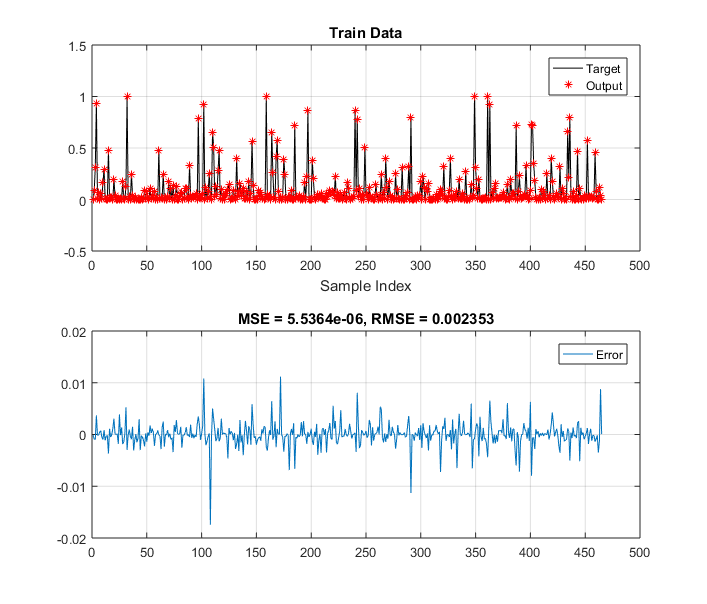 Train Data
1.5
1
0.5
0
-0.5
Target
Output
0 50 100 150 200 250 300 350 400 450 500
Sample Index
MSE = 5.5364e-06, RMSE = 0.002353
0.02
0.01
0
-0.01
-0.02
Error
0 50 100 150 200 250 300 350 400 450 500